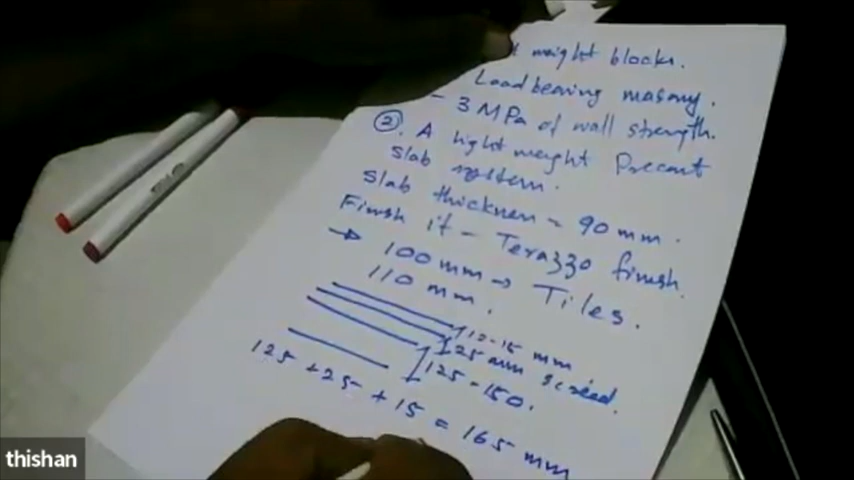 weight blocks.
Load bearing masonry.
- 3 MPa of wall strength.
② . A light weight Precast
slab system.
slab thickness = 90 mm.
Finish it - Terazzo finish.
→ 100 mm → Tiles.
110 mm.
12-15 mm
25 mm screed.
125 - 150.
125 + 25 + 15 = 165 mm
thishan